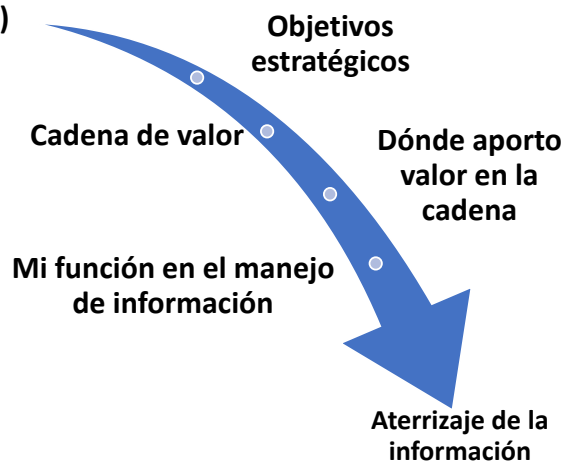 )
Objetivos
estratégicos
Cadena de valor
Dónde aporto
valor en la
cadena
Mi función en el manejo
de información
Aterrizaje de la
información